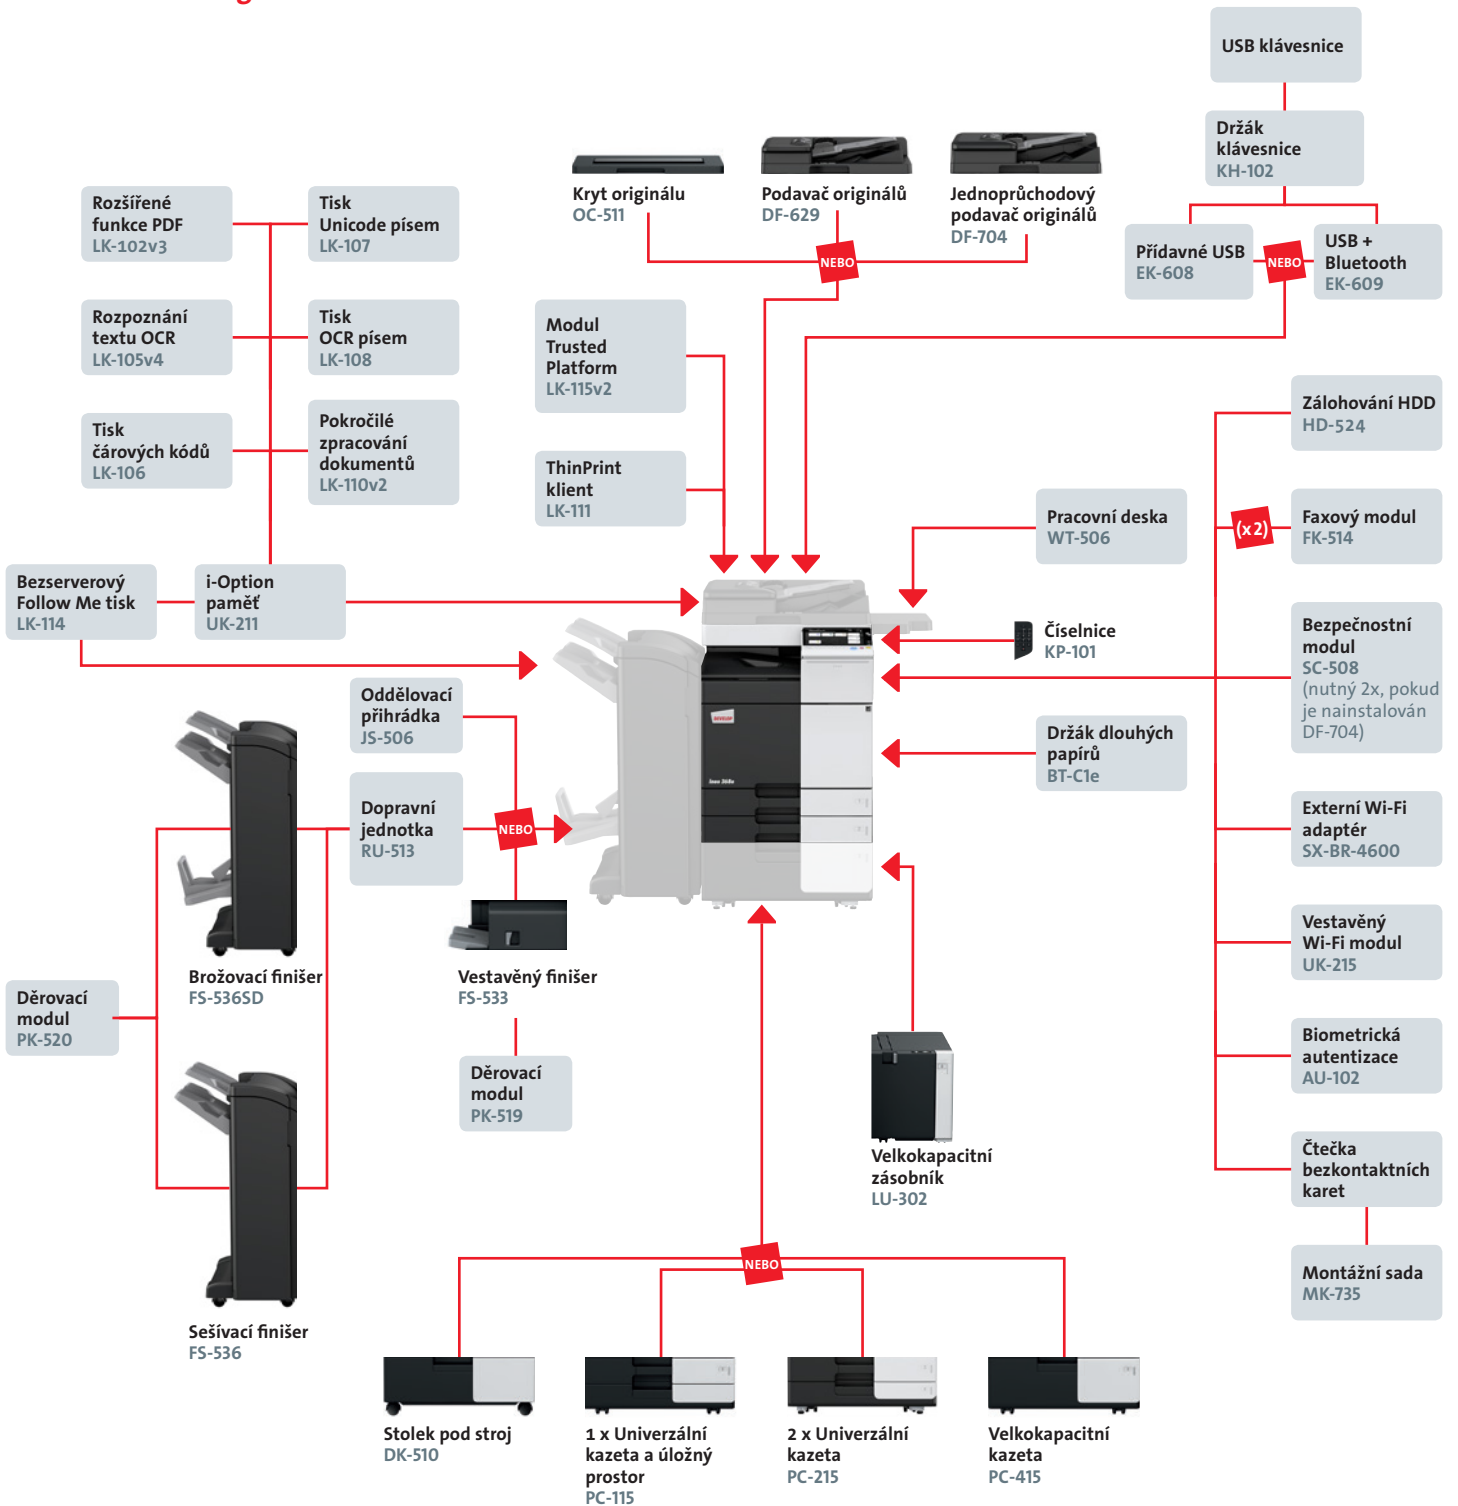 USB klávesnice
Držák
klávesnice
KH-102
Kryt originálu
OC-511
Podavač originálů
DF-629
Jednoprůchodový
podavač originálů
DF-704
NEBO
Přídavné USB
EK-608
NEBO
USB +
Bluetooth
EK-609
Rozšířené
funkce PDF
LK-102v3
Tisk
Unicode písem
LK-107
Rozpoznání
textu OCR
LK-105v4
Tisk
OCR písem
LK-108
Tisk
čárových kódů
LK-106
Pokročilé
zpracování
dokumentů
LK-110v2
Modul
Trusted
Platform
LK-115v2
ThinPrint
klient
LK-111
Bezserverový
Follow Me tisk
LK-114
i-Option
paměť
UK-211
Pracovní deska
WT-506
Číselnice
KP-101
Držák dlouhých
papírů
BT-C1e
Zálohování HDD
HD-524
(x2)
Faxový modul
FK-514
Bezpečnostní
modul
SC-508
(nutný 2x, pokud
je nainstalován
DF-704)
Externí Wi-Fi
adaptér
SX-BR-4600
Vestavěný
Wi-Fi modul
UK-215
Biometrická
autentizace
AU-102
Čtečka
bezkontaktních
karet
Montážní sada
MK-735
Oddělovací
přihrádka
JS-506
Dopravní
jednotka
RU-513
NEBO
DEVELOP
ineo 368e
Brožovací finišer
FS-536SD
Vestavěný finišer
FS-533
Děrovací
modul
PK-520
Děrovací
modul
PK-519
Sešívací finišer
FS-536
Velkokapacitní
zásobník
LU-302
NEBO
Stolek pod stroj
DK-510
1 x Univerzální
kazeta a úložný
prostor
PC-115
2 x Univerzální
kazeta
PC-215
Velkokapacitní
kazeta
PC-415